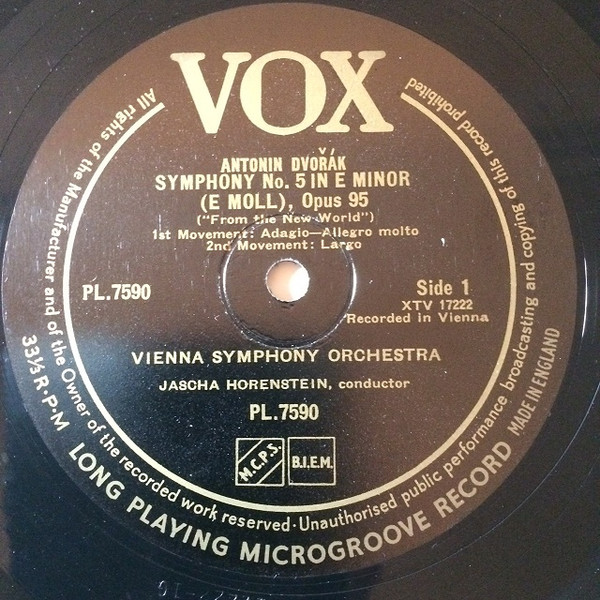 VOX
ANTONIN DVOŘÁK
SYMPHONY No. 5 IN E MINOR
(E MOLL), Opus 95
("From the New World")
1st Movement: Adagio—Allegro molto
2nd Movement: Largo
PL.7590
Side 1
XTV 17222
Recorded in Vienna
VIENNA SYMPHONY ORCHESTRA
JASCHA HORENSTEIN, conductor
PL.7590
M.C.P.S.
B.I.E.M.
All rights of the Manufacturer and of the Owner of the recorded work reserved · Unauthorised public performance broadcasting and copying of this record prohibited
33⅓ R·P·M
LONG PLAYING MICROGROOVE RECORD
MADE IN ENGLAND